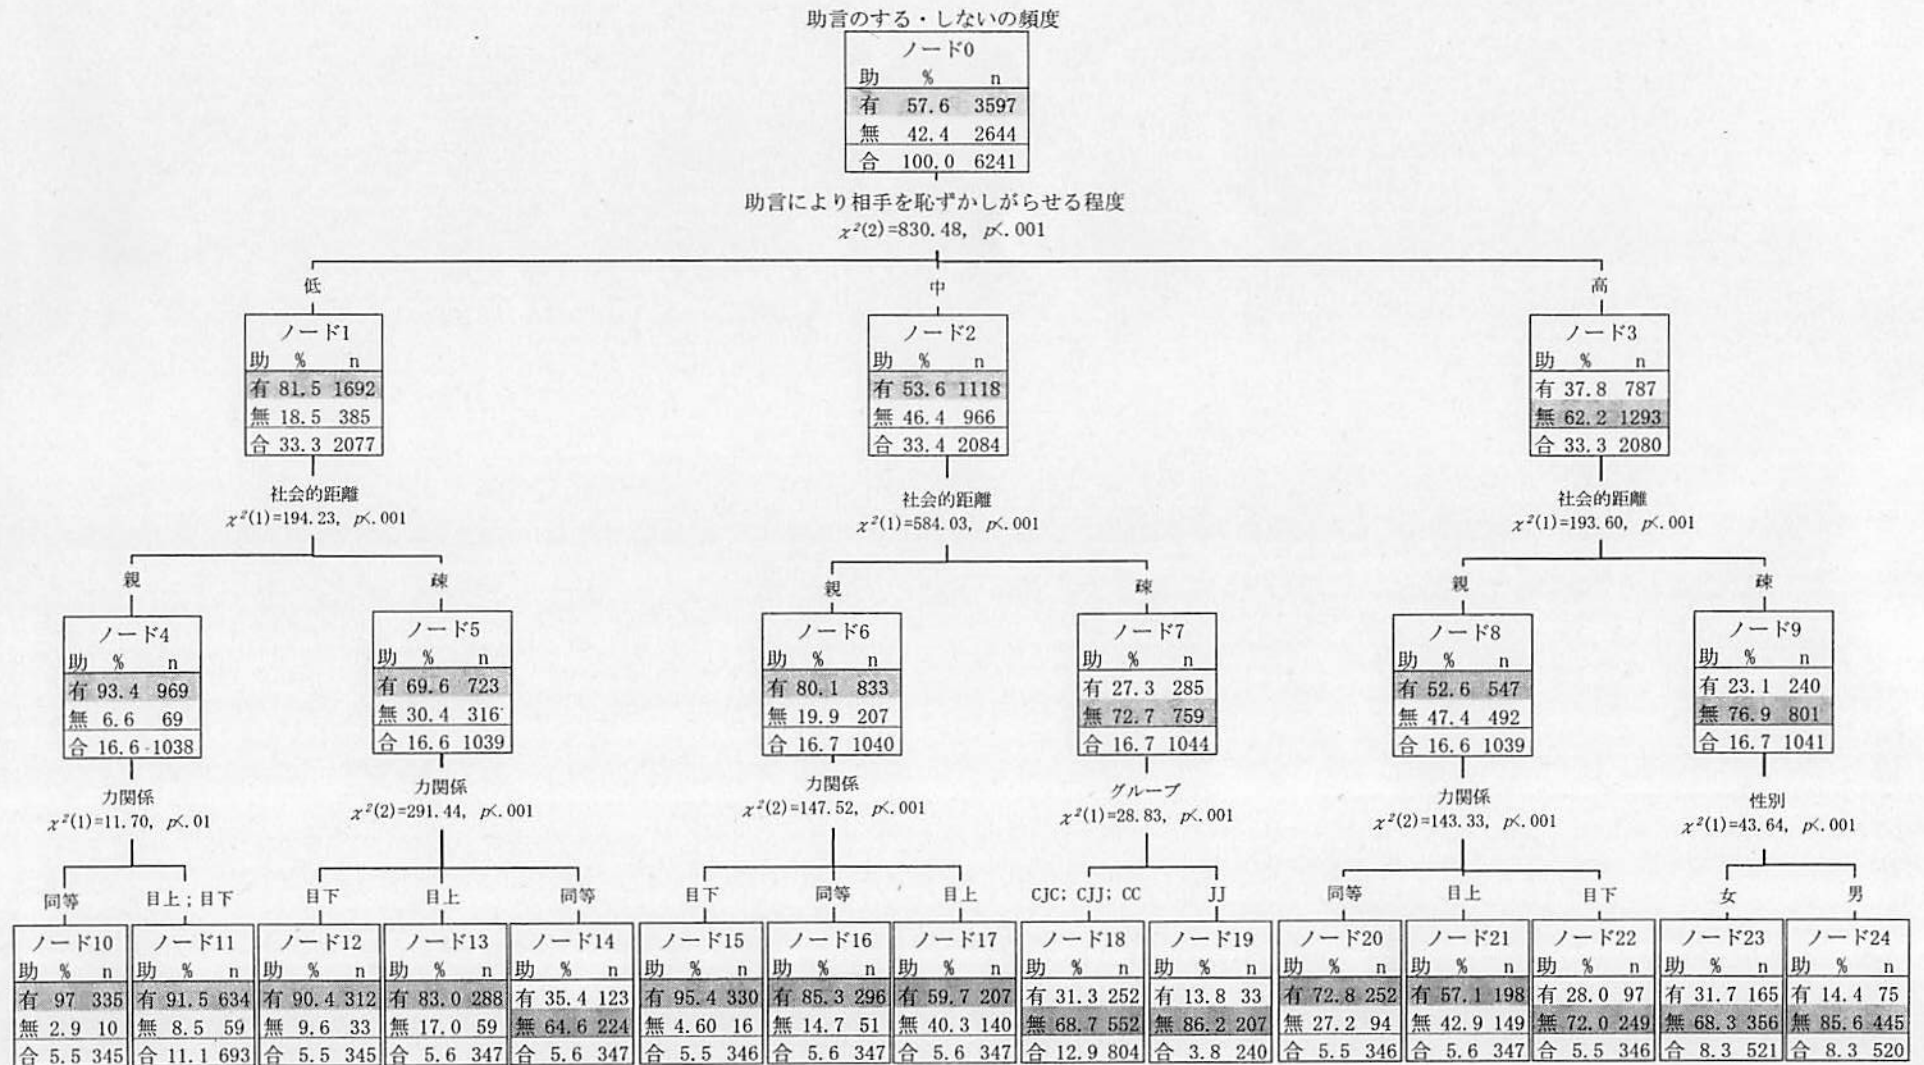 助言のする・しないの頻度
ノード0
助 % n
有 57.6 3597
無 42.4 2644
合 100.0 6241
助言により相手を恥ずかしがらせる程度
χ²(2)=830.48, p<.001
低
中
高
ノード1
助 % n
有 81.5 1692
無 18.5 385
合 33.3 2077
ノード2
助 % n
有 53.6 1118
無 46.4 966
合 33.4 2084
ノード3
助 % n
有 37.8 787
無 62.2 1293
合 33.3 2080
社会的距離
χ²(1)=194.23, p<.001
社会的距離
χ²(1)=584.03, p<.001
社会的距離
χ²(1)=193.60, p<.001
親
疎
親
疎
親
疎
ノード4
助 % n
有 93.4 969
無 6.6 69
合 16.6 1038
ノード5
助 % n
有 69.6 723
無 30.4 316
合 16.6 1039
ノード6
助 % n
有 80.1 833
無 19.9 207
合 16.7 1040
ノード7
助 % n
有 27.3 285
無 72.7 759
合 16.7 1044
ノード8
助 % n
有 52.6 547
無 47.4 492
合 16.6 1039
ノード9
助 % n
有 23.1 240
無 76.9 801
合 16.7 1041
力関係
χ²(1)=11.70, p<.01
力関係
χ²(2)=291.44, p<.001
力関係
χ²(2)=147.52, p<.001
グループ
χ²(1)=28.83, p<.001
力関係
χ²(2)=143.33, p<.001
性別
χ²(1)=43.64, p<.001
同等
目上；目下
目下
目上
同等
目下
同等
目上
CJC; CJJ; CC
JJ
同等
目上
目下
女
男
ノード10
助 % n
有 97 335
無 2.9 10
合 5.5 345
ノード11
助 % n
有 91.5 634
無 8.5 59
合 11.1 693
ノード12
助 % n
有 90.4 312
無 9.6 33
合 5.5 345
ノード13
助 % n
有 83.0 288
無 17.0 59
合 5.6 347
ノード14
助 % n
有 35.4 123
無 64.6 224
合 5.6 347
ノード15
助 % n
有 95.4 330
無 4.60 16
合 5.5 346
ノード16
助 % n
有 85.3 296
無 14.7 51
合 5.6 347
ノード17
助 % n
有 59.7 207
無 40.3 140
合 5.6 347
ノード18
助 % n
有 31.3 252
無 68.7 552
合 12.9 804
ノード19
助 % n
有 13.8 33
無 86.2 207
合 3.8 240
ノード20
助 % n
有 72.8 252
無 27.2 94
合 5.5 346
ノード21
助 % n
有 57.1 198
無 42.9 149
合 5.6 347
ノード22
助 % n
有 28.0 97
無 72.0 249
合 5.5 346
ノード23
助 % n
有 31.7 165
無 68.3 356
合 8.3 521
ノード24
助 % n
有 14.4 75
無 85.6 445
合 8.3 520